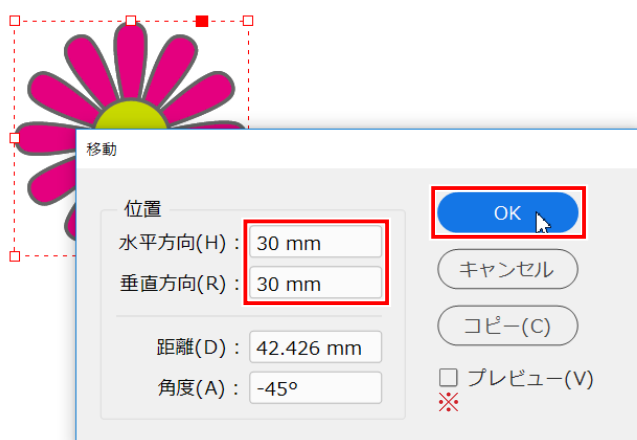 移動
位置
水平方向(H)： 30 mm
垂直方向(R)： 30 mm
距離(D)： 42.426 mm
角度(A)： -45°
OK
キャンセル
コピー(C)
プレビュー(V)
※